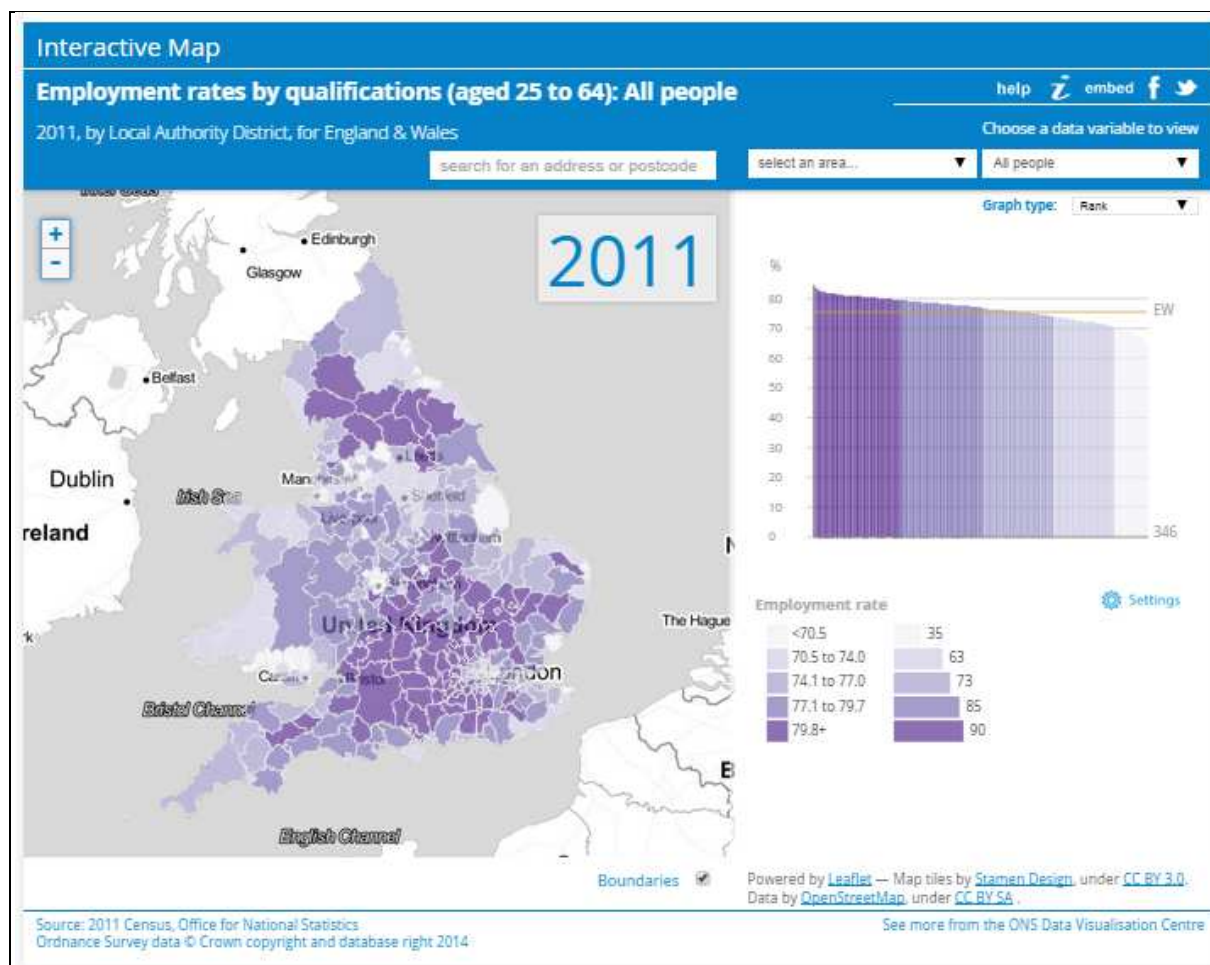 Interactive Map
Employment rates by qualifications (aged 25 to 64): All people
help i embed f
2011, by Local Authority District, for England & Wales
Choose a data variable to view
search for an address or postcode
select an area...
All people
Graph type: Rank
+
-
2011
Edinburgh
Glasgow
Belfast
Dublin
Irish Sea
reland
Leeds
Sheffield
United Kingdom
Bristol
London
The Hague
Bristol Channel
English Channel
%
80
70
60
50
40
30
20
10
0
EW
346
Employment rate
Settings
<70.5 35
70.5 to 74.0 63
74.1 to 77.0 73
77.1 to 79.7 85
79.8+ 90
Boundaries
Powered by Leaflet — Map tiles by Stamen Design, under CC BY 3.0.
Data by OpenStreetMap, under CC BY SA .
Source: 2011 Census, Office for National Statistics
Ordnance Survey data © Crown copyright and database right 2014
See more from the ONS Data Visualisation Centre